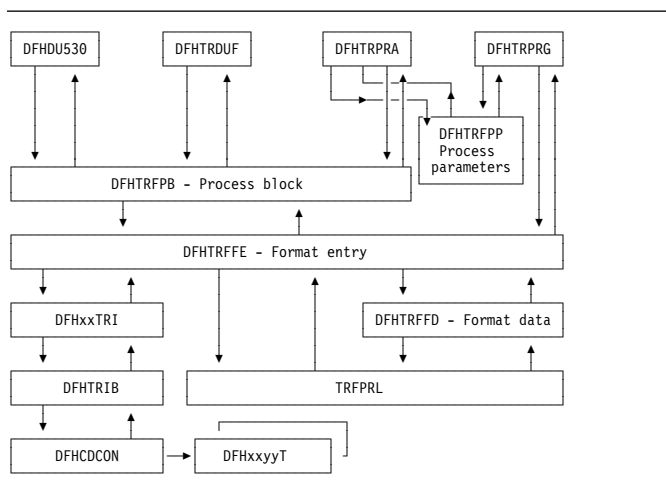 DFHDU530
DFHTRDUF
DFHTRPRA
DFHTRPRG
DFHTRFPP
Process
parameters
DFHTRFPB - Process block
DFHTRFFE - Format entry
DFHxxTRI
DFHTRFFD - Format data
DFHTRIB
TRFPRL
DFHCDCON
DFHxxyyT